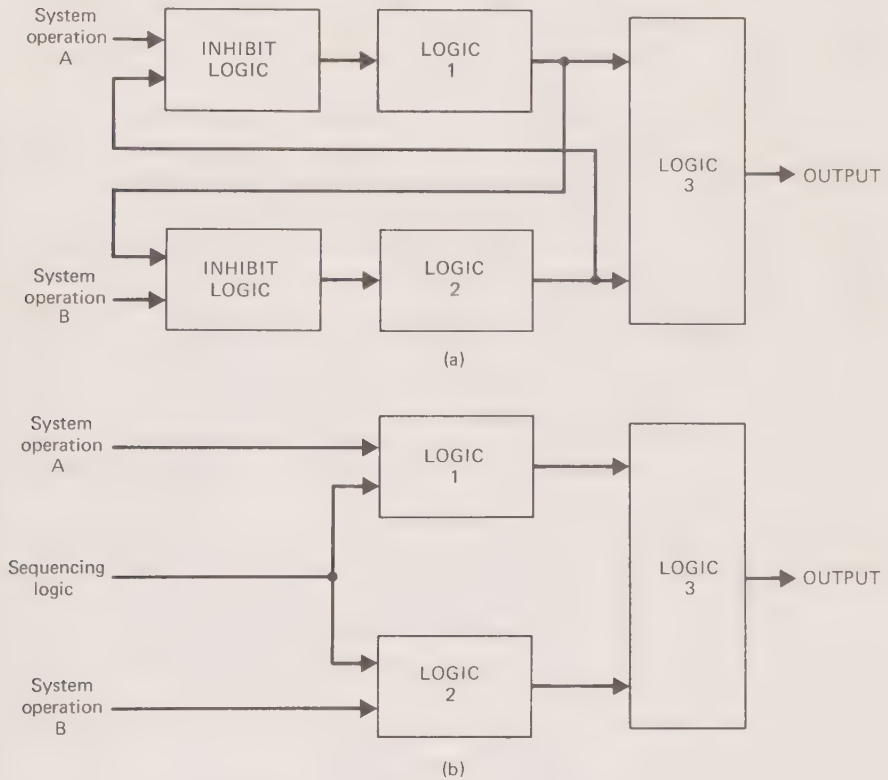 System
operation
A
INHIBIT
LOGIC
LOGIC
1
LOGIC
3
OUTPUT
System
operation
B
INHIBIT
LOGIC
LOGIC
2
(a)
System
operation
A
LOGIC
1
Sequencing
logic
LOGIC
3
OUTPUT
System
operation
B
LOGIC
2
(b)